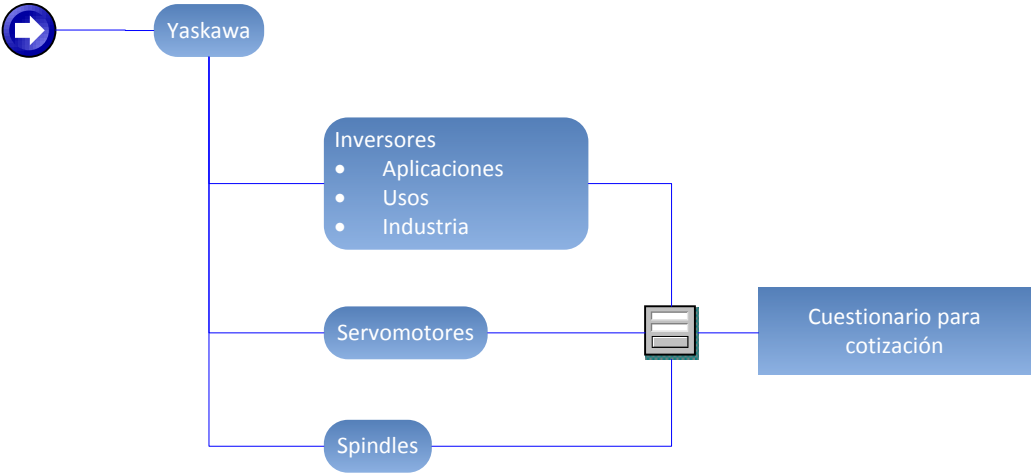 Yaskawa
Inversores
• Aplicaciones
• Usos
• Industria
Servomotores
Cuestionario para
cotización
Spindles